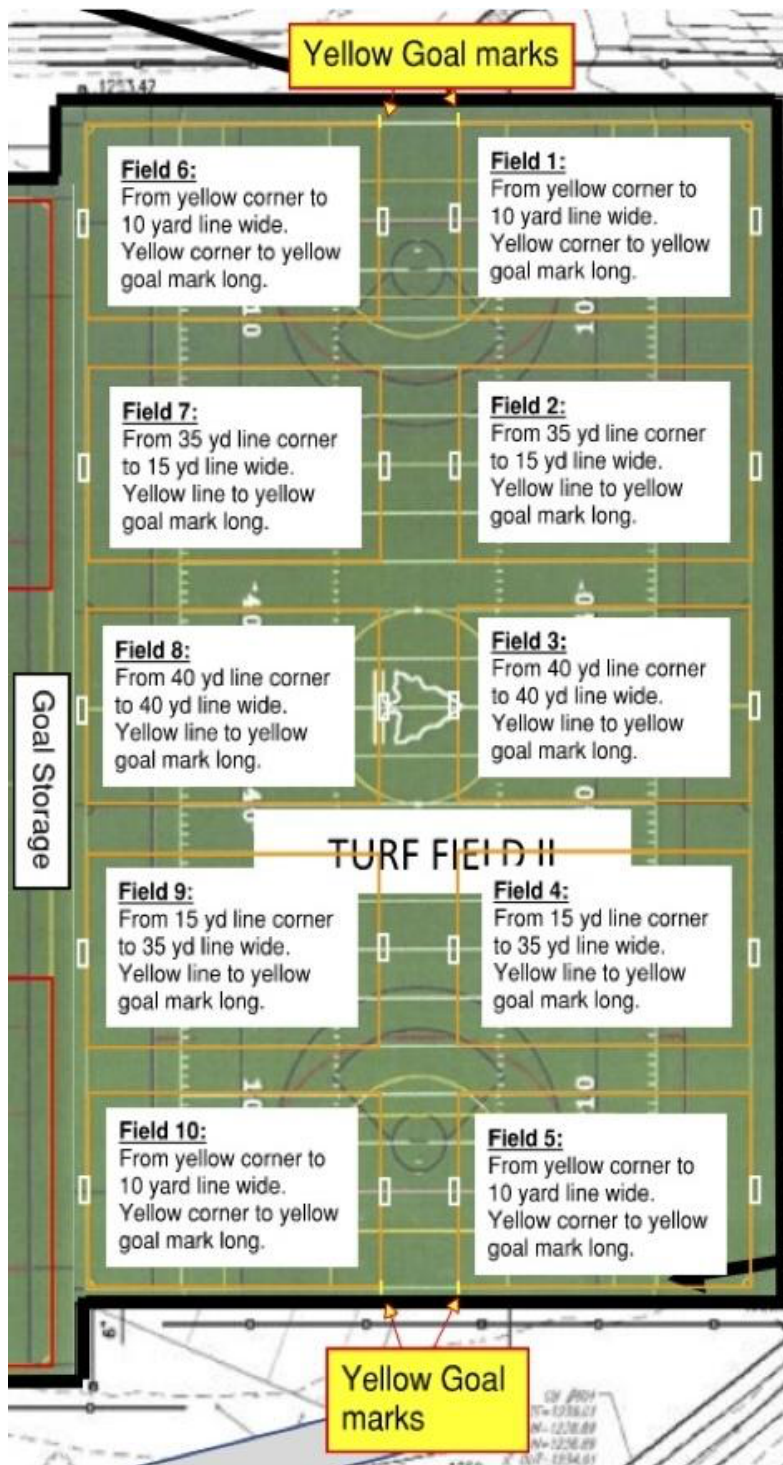 Yellow Goal marks
Field 6:
From yellow corner to
10 yard line wide.
Yellow corner to yellow
goal mark long.
Field 1:
From yellow corner to
10 yard line wide.
Yellow corner to yellow
goal mark long.
10
10
Field 7:
From 35 yd line corner
to 15 yd line wide.
Yellow line to yellow
goal mark long.
Field 2:
From 35 yd line corner
to 15 yd line wide.
Yellow line to yellow
goal mark long.
Field 8:
From 40 yd line corner
to 40 yd line wide.
Yellow line to yellow
goal mark long.
Field 3:
From 40 yd line corner
to 40 yd line wide.
Yellow line to yellow
goal mark long.
Goal Storage
TURF FIELD II
Field 9:
From 15 yd line corner
to 35 yd line wide.
Yellow line to yellow
goal mark long.
Field 4:
From 15 yd line corner
to 35 yd line wide.
Yellow line to yellow
goal mark long.
10
10
Field 10:
From yellow corner to
10 yard line wide.
Yellow corner to yellow
goal mark long.
Field 5:
From yellow corner to
10 yard line wide.
Yellow corner to yellow
goal mark long.
Yellow Goal
marks